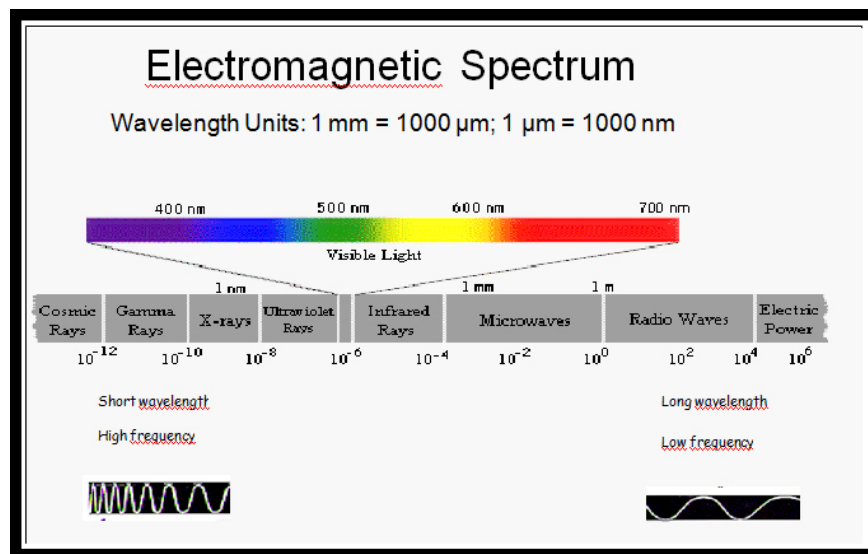 Electromagnetic Spectrum
Wavelength Units: 1 mm = 1000 µm; 1 µm = 1000 nm
400 nm 500 nm 600 nm 700 nm
Visible Light
1 nm 1 mm 1 m
Cosmic Rays Gamma Rays X-rays Ultraviolet Rays Infrared Rays Microwaves Radio Waves Electric Power
10⁻¹² 10⁻¹⁰ 10⁻⁸ 10⁻⁶ 10⁻⁴ 10⁻² 10⁰ 10² 10⁴ 10⁶
Short wavelength Long wavelength
High frequency Low frequency